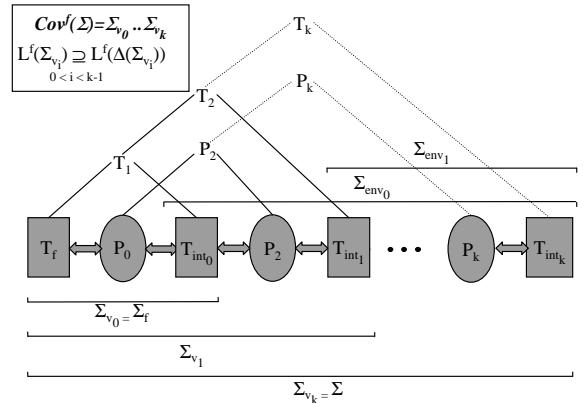 Cov^f(Σ)=Σ_{v_0} .. Σ_{v_k}
L^f(Σ_{v_i}) ⊇ L^f(Δ(Σ_{v_i}))
0 < i < k-1
T_k
P_k
T_2
P_2
T_1
Σ_{env_1}
Σ_{env_0}
T_f P_0 T_{int_0} P_2 T_{int_1} • • • P_k T_{int_k}
Σ_{v_0} = Σ_f
Σ_{v_1}
Σ_{v_k} = Σ